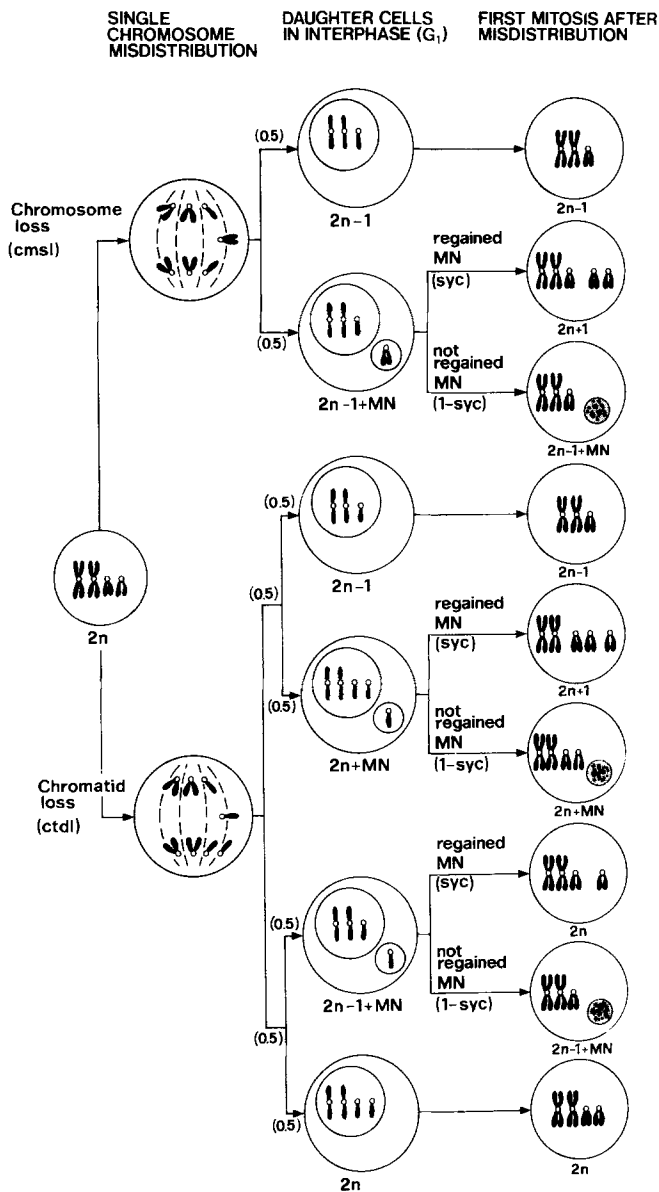 SINGLE
CHROMOSOME
MISDISTRIBUTION
DAUGHTER CELLS
IN INTERPHASE (G₁)
FIRST MITOSIS AFTER
MISDISTRIBUTION
Chromosome
loss
(cmsl)
(0.5)
2n-1
2n-1
(0.5)
2n-1+MN
regained
MN
(syc)
2n+1
not
regained
MN
(1-syc)
2n-1+MN
2n
Chromatid
loss
(ctdl)
(0.5)
(0.5)
2n-1
2n-1
(0.5)
2n+MN
regained
MN
(syc)
2n+1
not
regained
MN
(1-syc)
2n+MN
(0.5)
(0.5)
2n-1+MN
regained
MN
(syc)
2n
not
regained
MN
(1-syc)
2n-1+MN
(0.5)
2n
2n